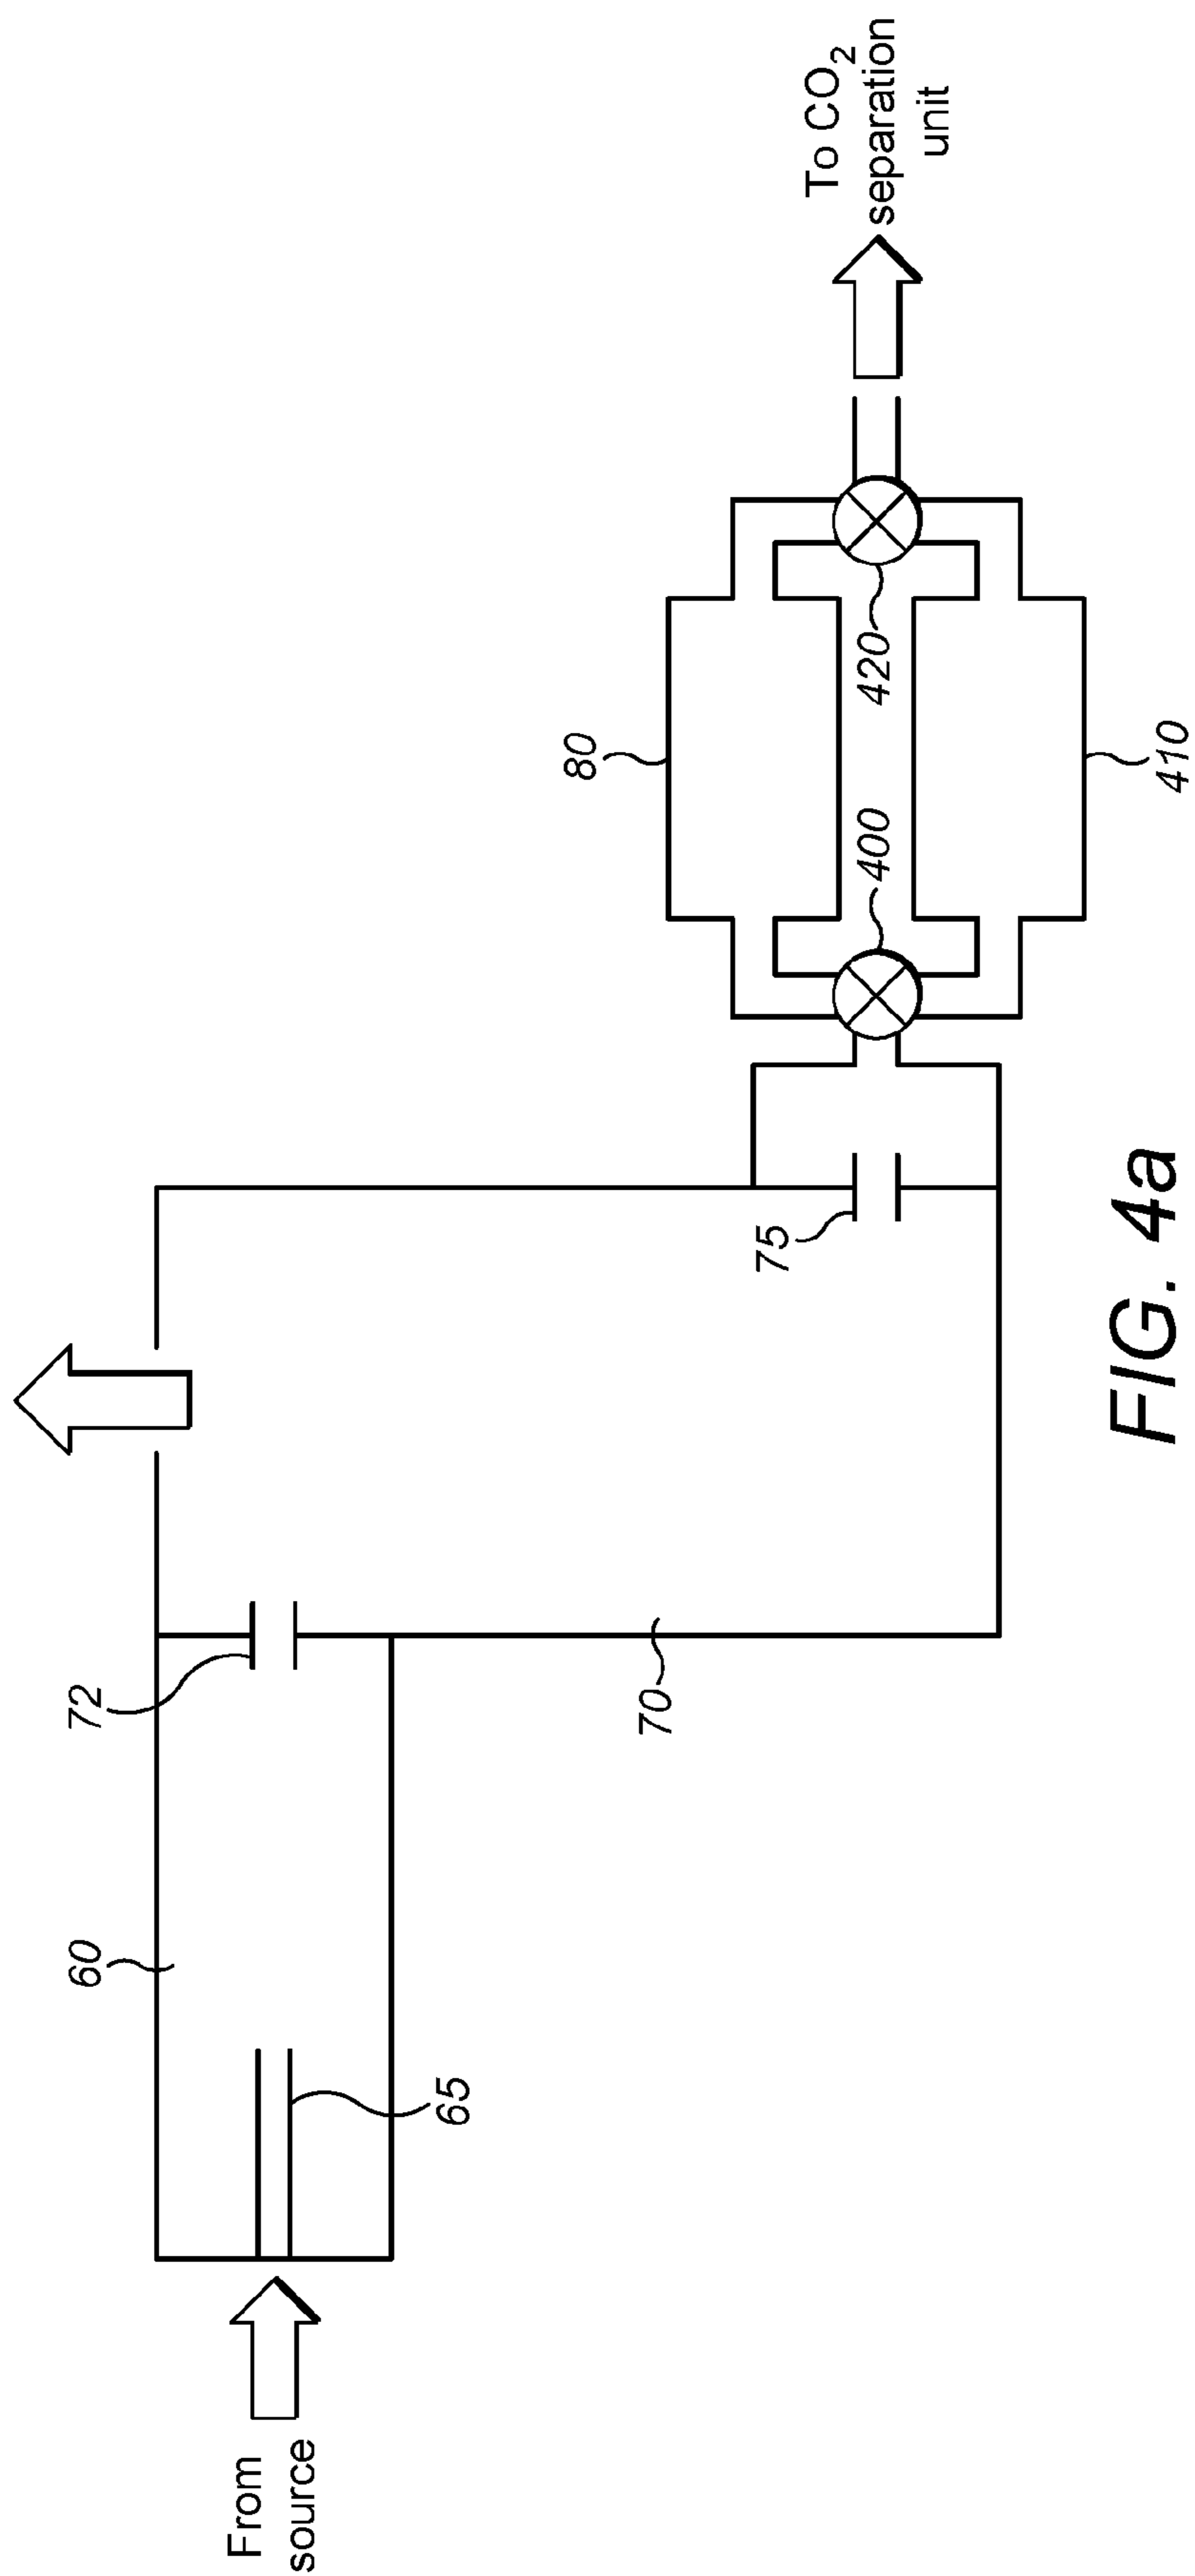 From
source
60
65
72
70
75
80
400
420
410
To CO₂
separation
unit
FIG. 4a